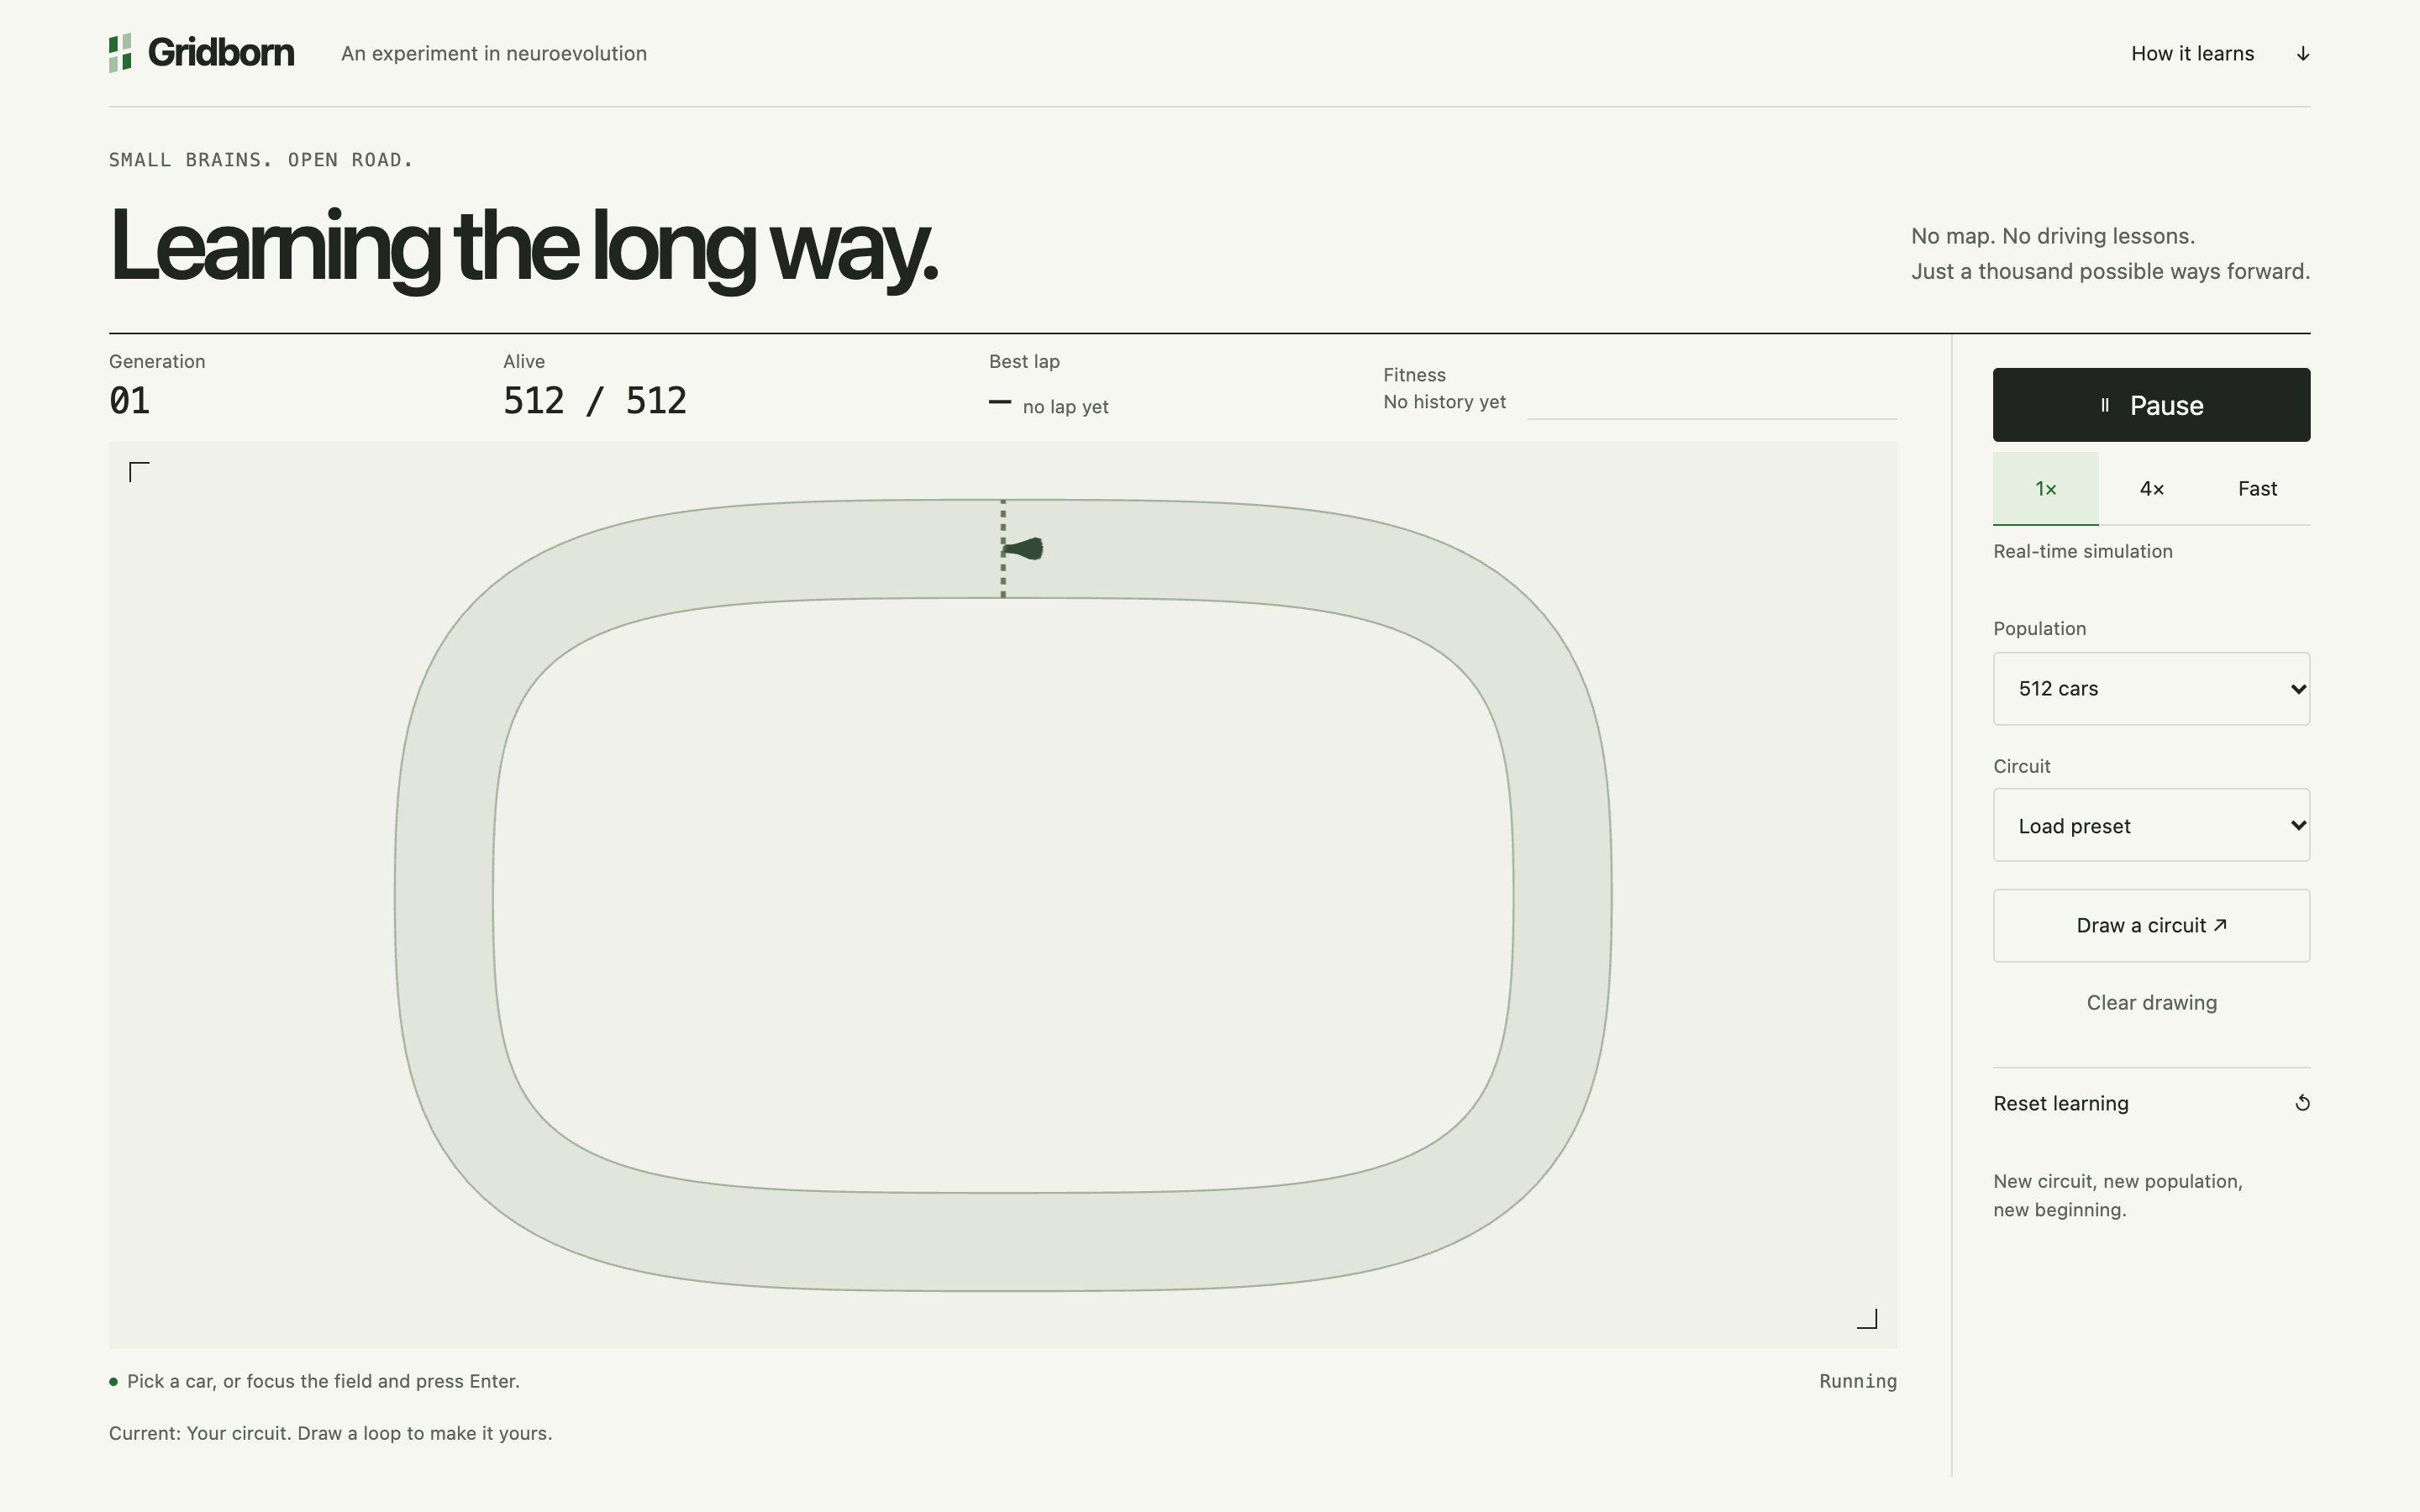 Gridborn
An experiment in neuroevolution
How it learns ↓
SMALL BRAINS. OPEN ROAD.
Learning the long way.
No map. No driving lessons.
Just a thousand possible ways forward.
Generation
01
Alive
512 / 512
Best lap
— no lap yet
Fitness
No history yet
Pause
1× 4× Fast
Real-time simulation
Population
512 cars
Circuit
Load preset
Draw a circuit ↗
Clear drawing
Reset learning
New circuit, new population,
new beginning.
Pick a car, or focus the field and press Enter.
Running
Current: Your circuit. Draw a loop to make it yours.